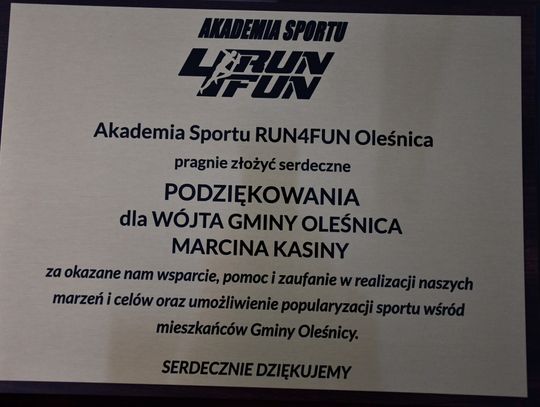 AKADEMIA SPORTU
4RUN
FUN
Akademia Sportu RUN4FUN Oleśnica
pragnie złożyć serdeczne
PODZIĘKOWANIA
dla WÓJTA GMINY OLEŚNICA
MARCINA KASINY
za okazane nam wsparcie, pomoc i zaufanie w realizacji naszych
marzeń i celów oraz umożliwienie popularyzacji sportu wśród
mieszkańców Gminy Oleśnicy.
SERDECZNIE DZIĘKUJEMY